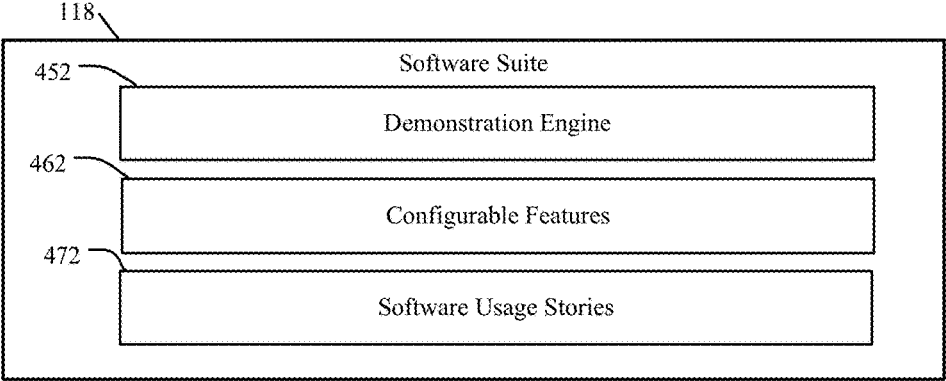 118
Software Suite
452
Demonstration Engine
462
Configurable Features
472
Software Usage Stories